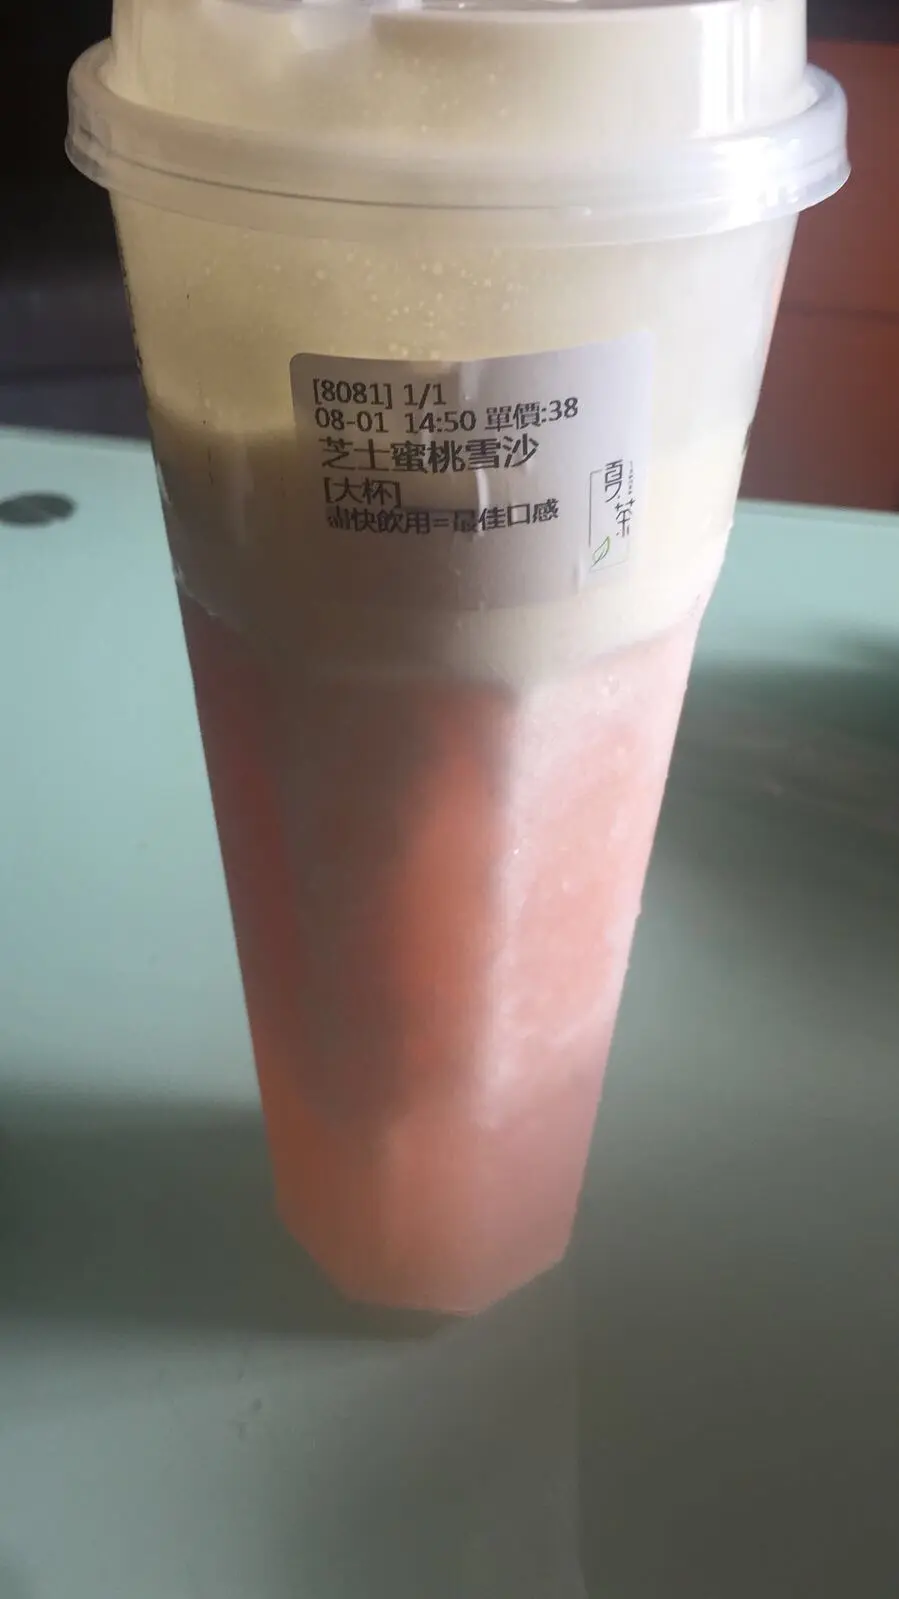 [8081] 1/1
08-01 14:50 單價:38
芝士蜜桃雪沙
[大杯]
尚快飲用=最佳口感